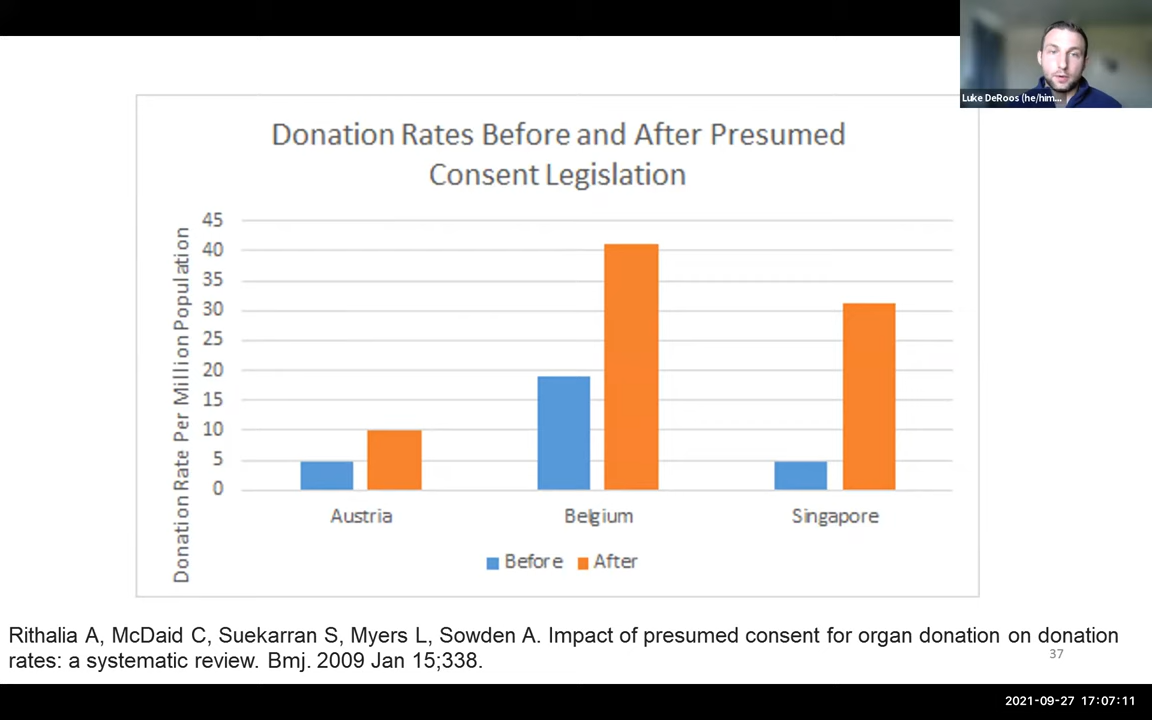 Luke DeRoos (he/him...
Donation Rates Before and After Presumed
Consent Legislation
Donation Rate Per Million Population
45
40
35
30
25
20
15
10
5
0
Austria Belgium Singapore
Before After
Rithalia A, McDaid C, Suekarran S, Myers L, Sowden A. Impact of presumed consent for organ donation on donation
rates: a systematic review. Bmj. 2009 Jan 15;338.
37
2021-09-27 17:07:11